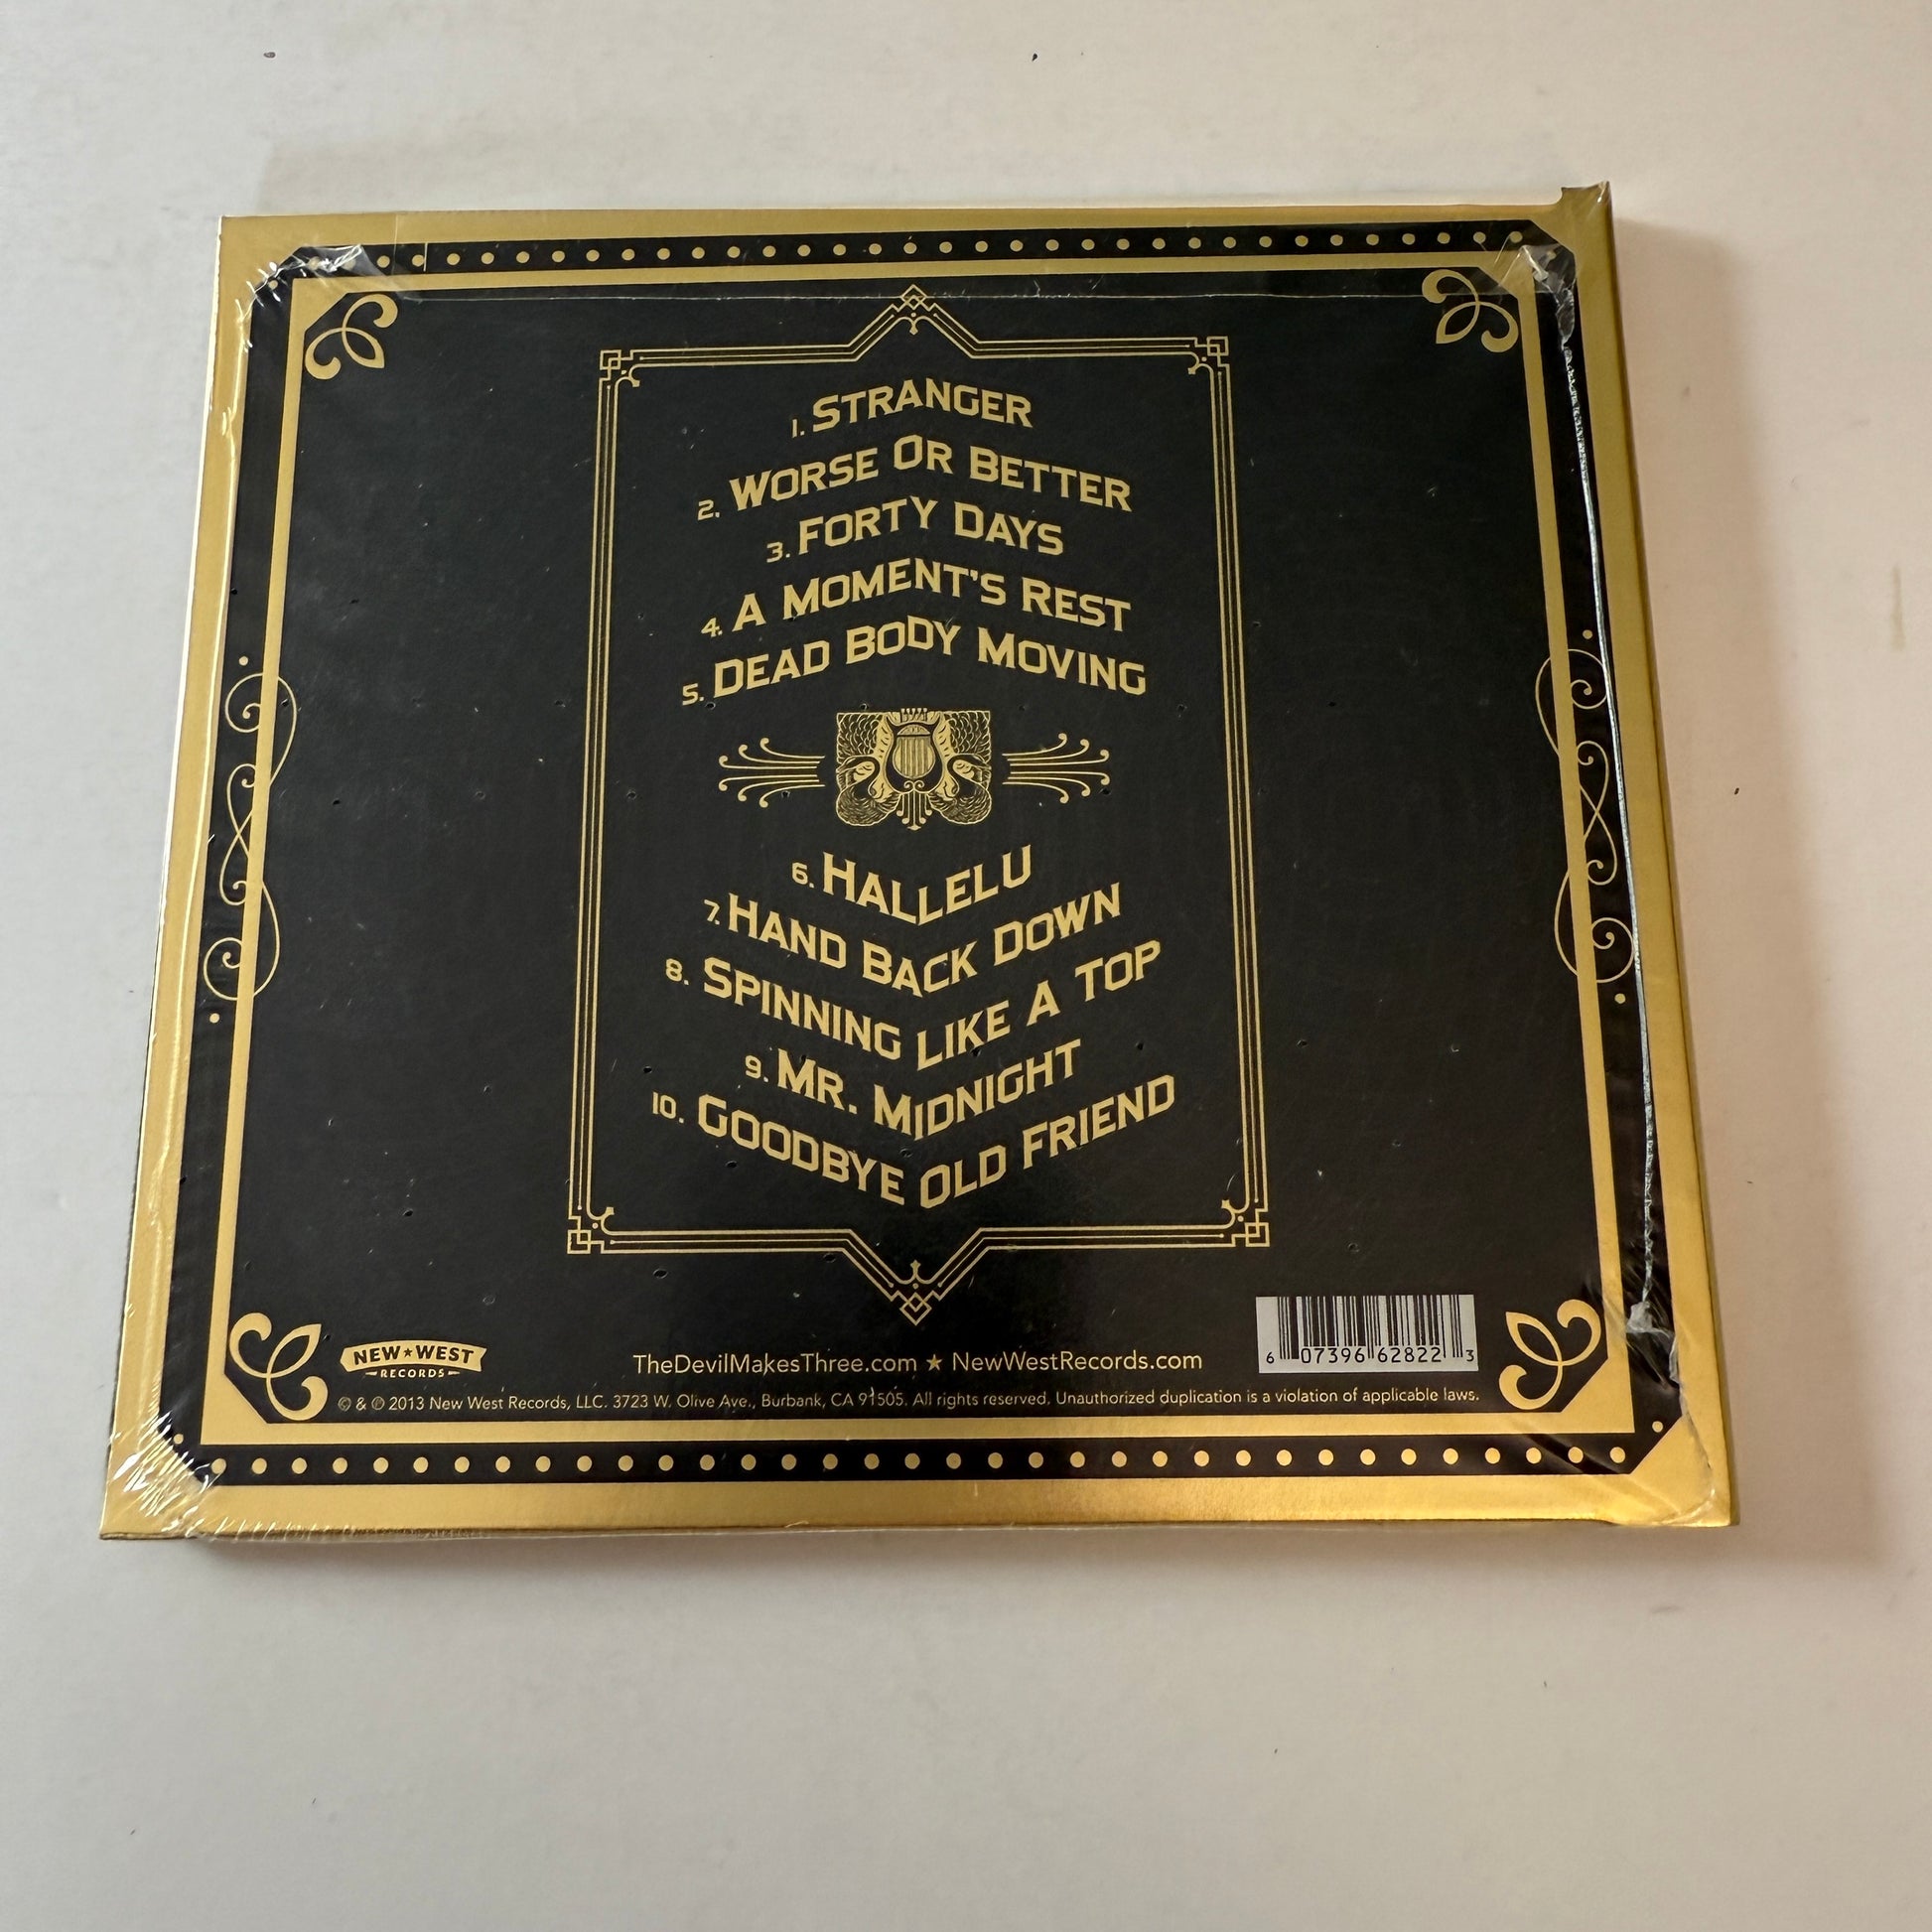 1. STRANGER
2. WORSE OR BETTER
3. FORTY DAYS
4. A MOMENT'S REST
5. DEAD BODY MOVING
6. HALLELU
7. HAND BACK DOWN
8. SPINNING LIKE A TOP
9. MR. MIDNIGHT
10. GOODBYE OLD FRIEND
NEW★WEST
RECORDS
TheDevilMakesThree.com ★ NewWestRecords.com
6 07396 62822 3
© & ℗ 2013 New West Records, LLC. 3723 W. Olive Ave., Burbank, CA 91505. All rights reserved. Unauthorized duplication is a violation of applicable laws.